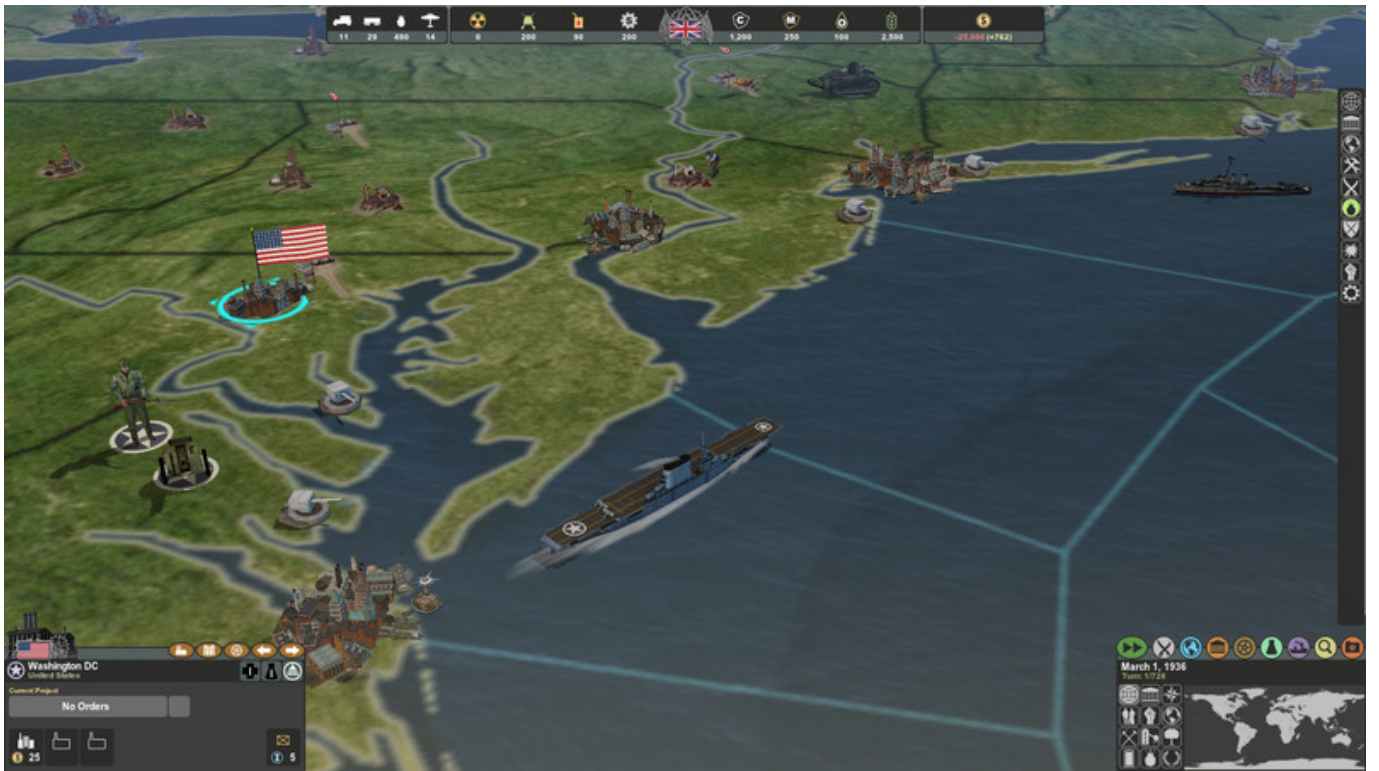 11 29 490 14
0 200 90 200
1,200 250 100 2,500
-25,000 (+762)
Washington DC
United States
Current Project
No Orders
25
5
March 1, 1936
Turn: 1/728